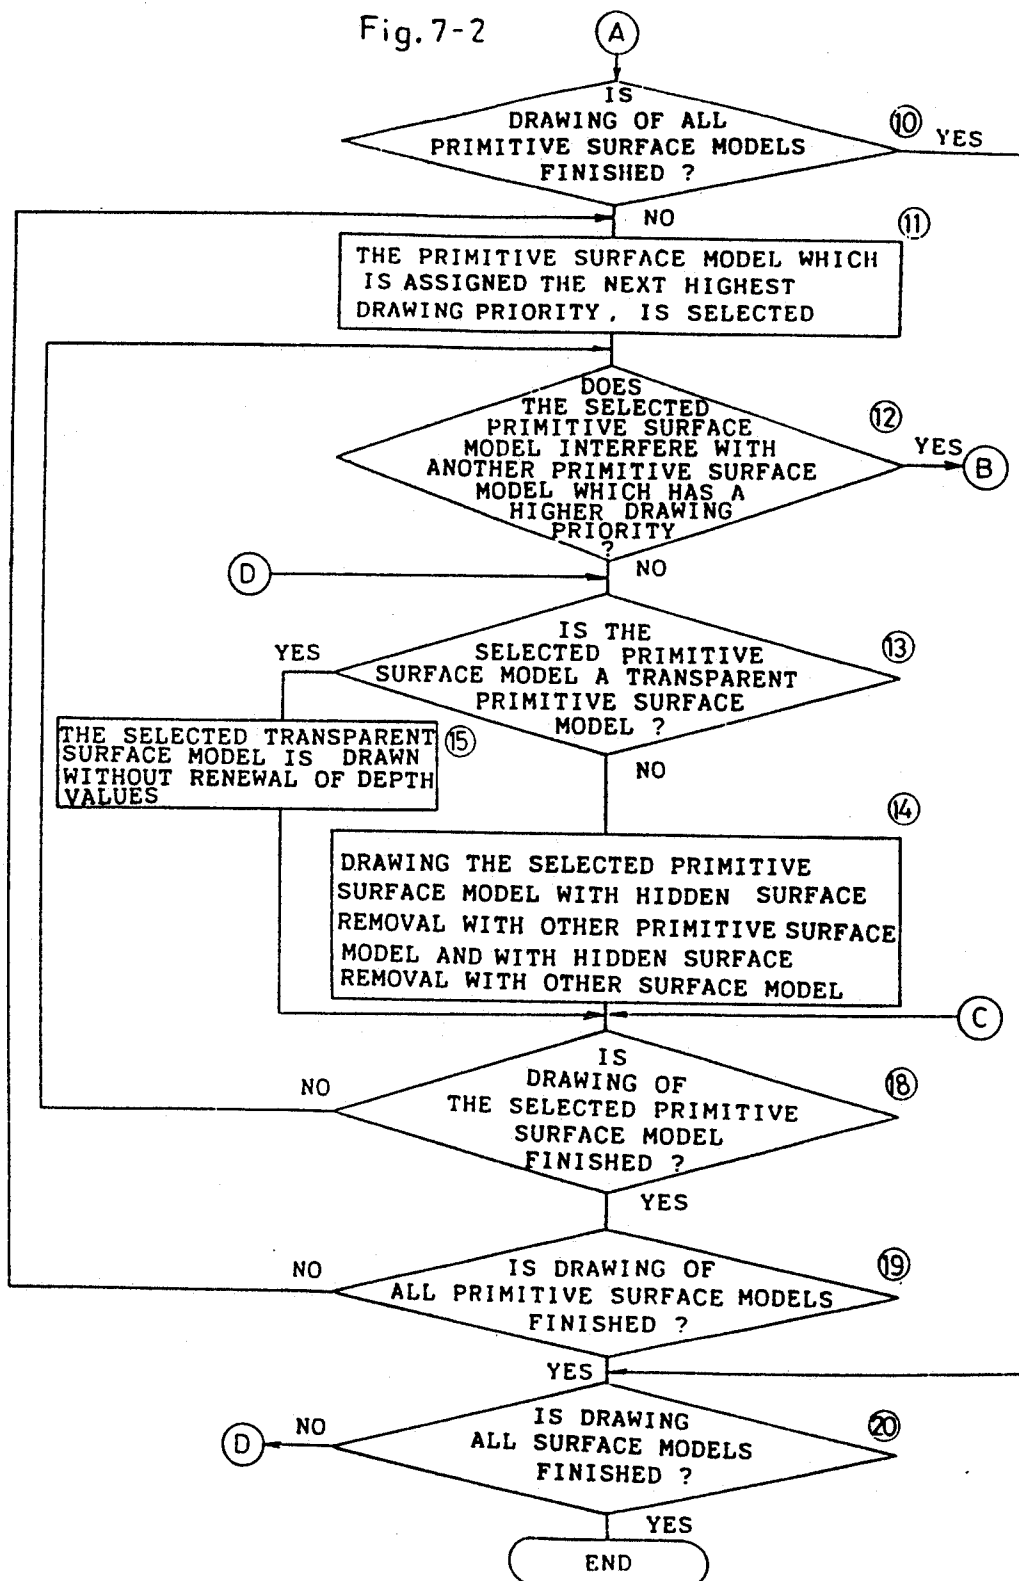 Fig. 7-2
A
IS
DRAWING OF ALL
PRIMITIVE SURFACE MODELS
FINISHED ?
10
YES
NO
11
THE PRIMITIVE SURFACE MODEL WHICH
IS ASSIGNED THE NEXT HIGHEST
DRAWING PRIORITY, IS SELECTED
DOES
THE SELECTED
PRIMITIVE SURFACE
MODEL INTERFERE WITH
ANOTHER PRIMITIVE SURFACE
MODEL WHICH HAS A
HIGHER DRAWING
PRIORITY
?
12
YES
B
NO
D
IS THE
SELECTED PRIMITIVE
SURFACE MODEL A TRANSPARENT
PRIMITIVE SURFACE
MODEL ?
13
YES
NO
THE SELECTED TRANSPARENT
SURFACE MODEL IS DRAWN
WITHOUT RENEWAL OF DEPTH
VALUES
15
14
DRAWING THE SELECTED PRIMITIVE
SURFACE MODEL WITH HIDDEN SURFACE
REMOVAL WITH OTHER PRIMITIVE SURFACE
MODEL AND WITH HIDDEN SURFACE
REMOVAL WITH OTHER SURFACE MODEL
C
IS
DRAWING OF
THE SELECTED PRIMITIVE
SURFACE MODEL
FINISHED ?
18
NO
YES
IS DRAWING OF
ALL PRIMITIVE SURFACE MODELS
FINISHED ?
19
NO
YES
IS DRAWING
ALL SURFACE MODELS
FINISHED ?
20
NO
D
YES
END